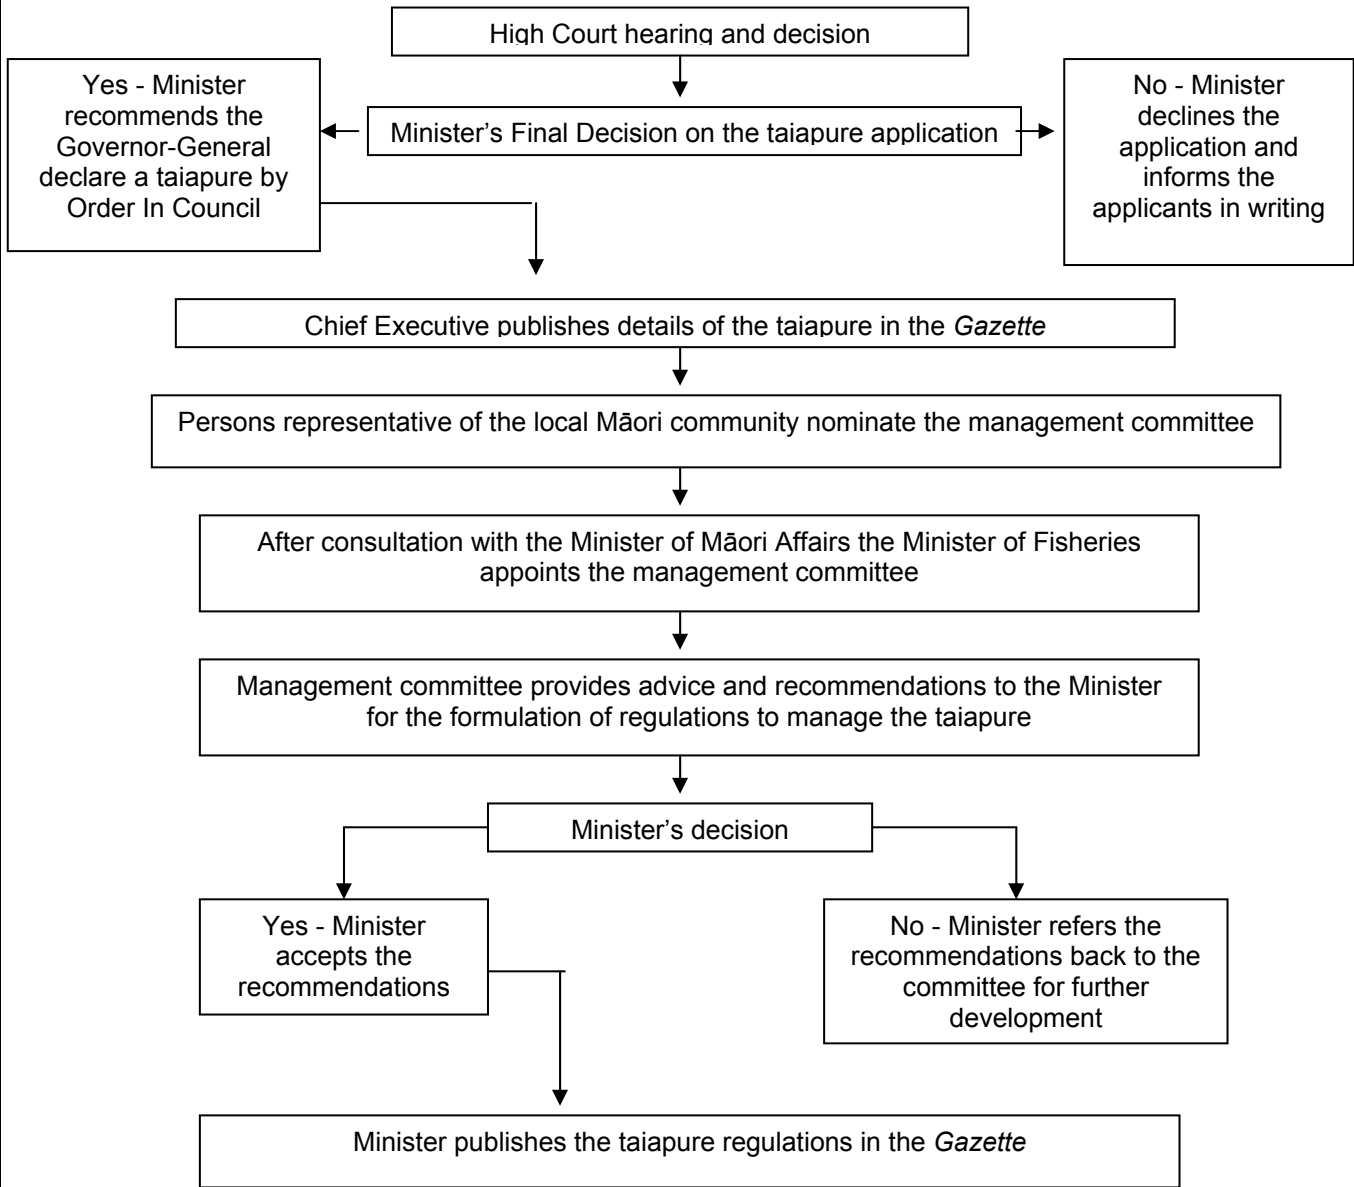 High Court hearing and decision
Yes - Minister
recommends the
Governor-General
declare a taiapure by
Order In Council
Minister’s Final Decision on the taiapure application
No - Minister
declines the
application and
informs the
applicants in writing
Chief Executive publishes details of the taiapure in the Gazette
Persons representative of the local Māori community nominate the management committee
After consultation with the Minister of Māori Affairs the Minister of Fisheries
appoints the management committee
Management committee provides advice and recommendations to the Minister
for the formulation of regulations to manage the taiapure
Minister’s decision
Yes - Minister
accepts the
recommendations
No - Minister refers the
recommendations back to the
committee for further
development
Minister publishes the taiapure regulations in the Gazette